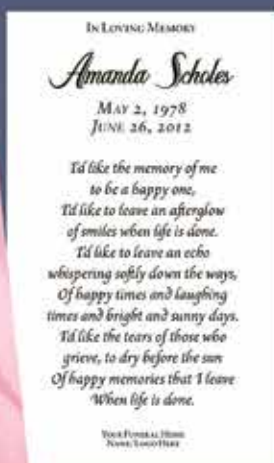 In Loving Memory
Amanda Scholes
May 2, 1978
June 26, 2012
I'd like the memory of me
to be a happy one,
I'd like to leave an afterglow
of smiles when life is done.
I'd like to leave an echo
whispering softly down the ways,
Of happy times and laughing
times and bright and sunny days.
I'd like the tears of those who
grieve, to dry before the sun
Of happy memories that I leave
When life is done.
Your Funeral Home
Name/Logo Here